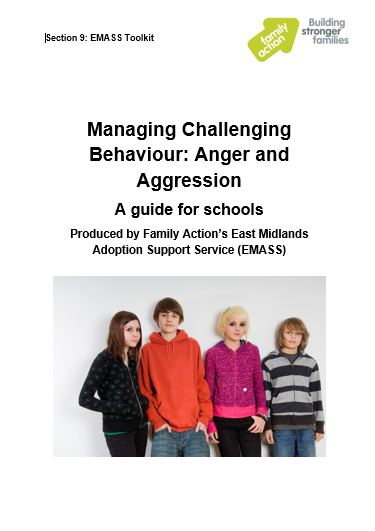 Section 9: EMASS Toolkit
family
action
Building
stronger
families
Managing Challenging
Behaviour: Anger and
Aggression
A guide for schools
Produced by Family Action's East Midlands
Adoption Support Service (EMASS)